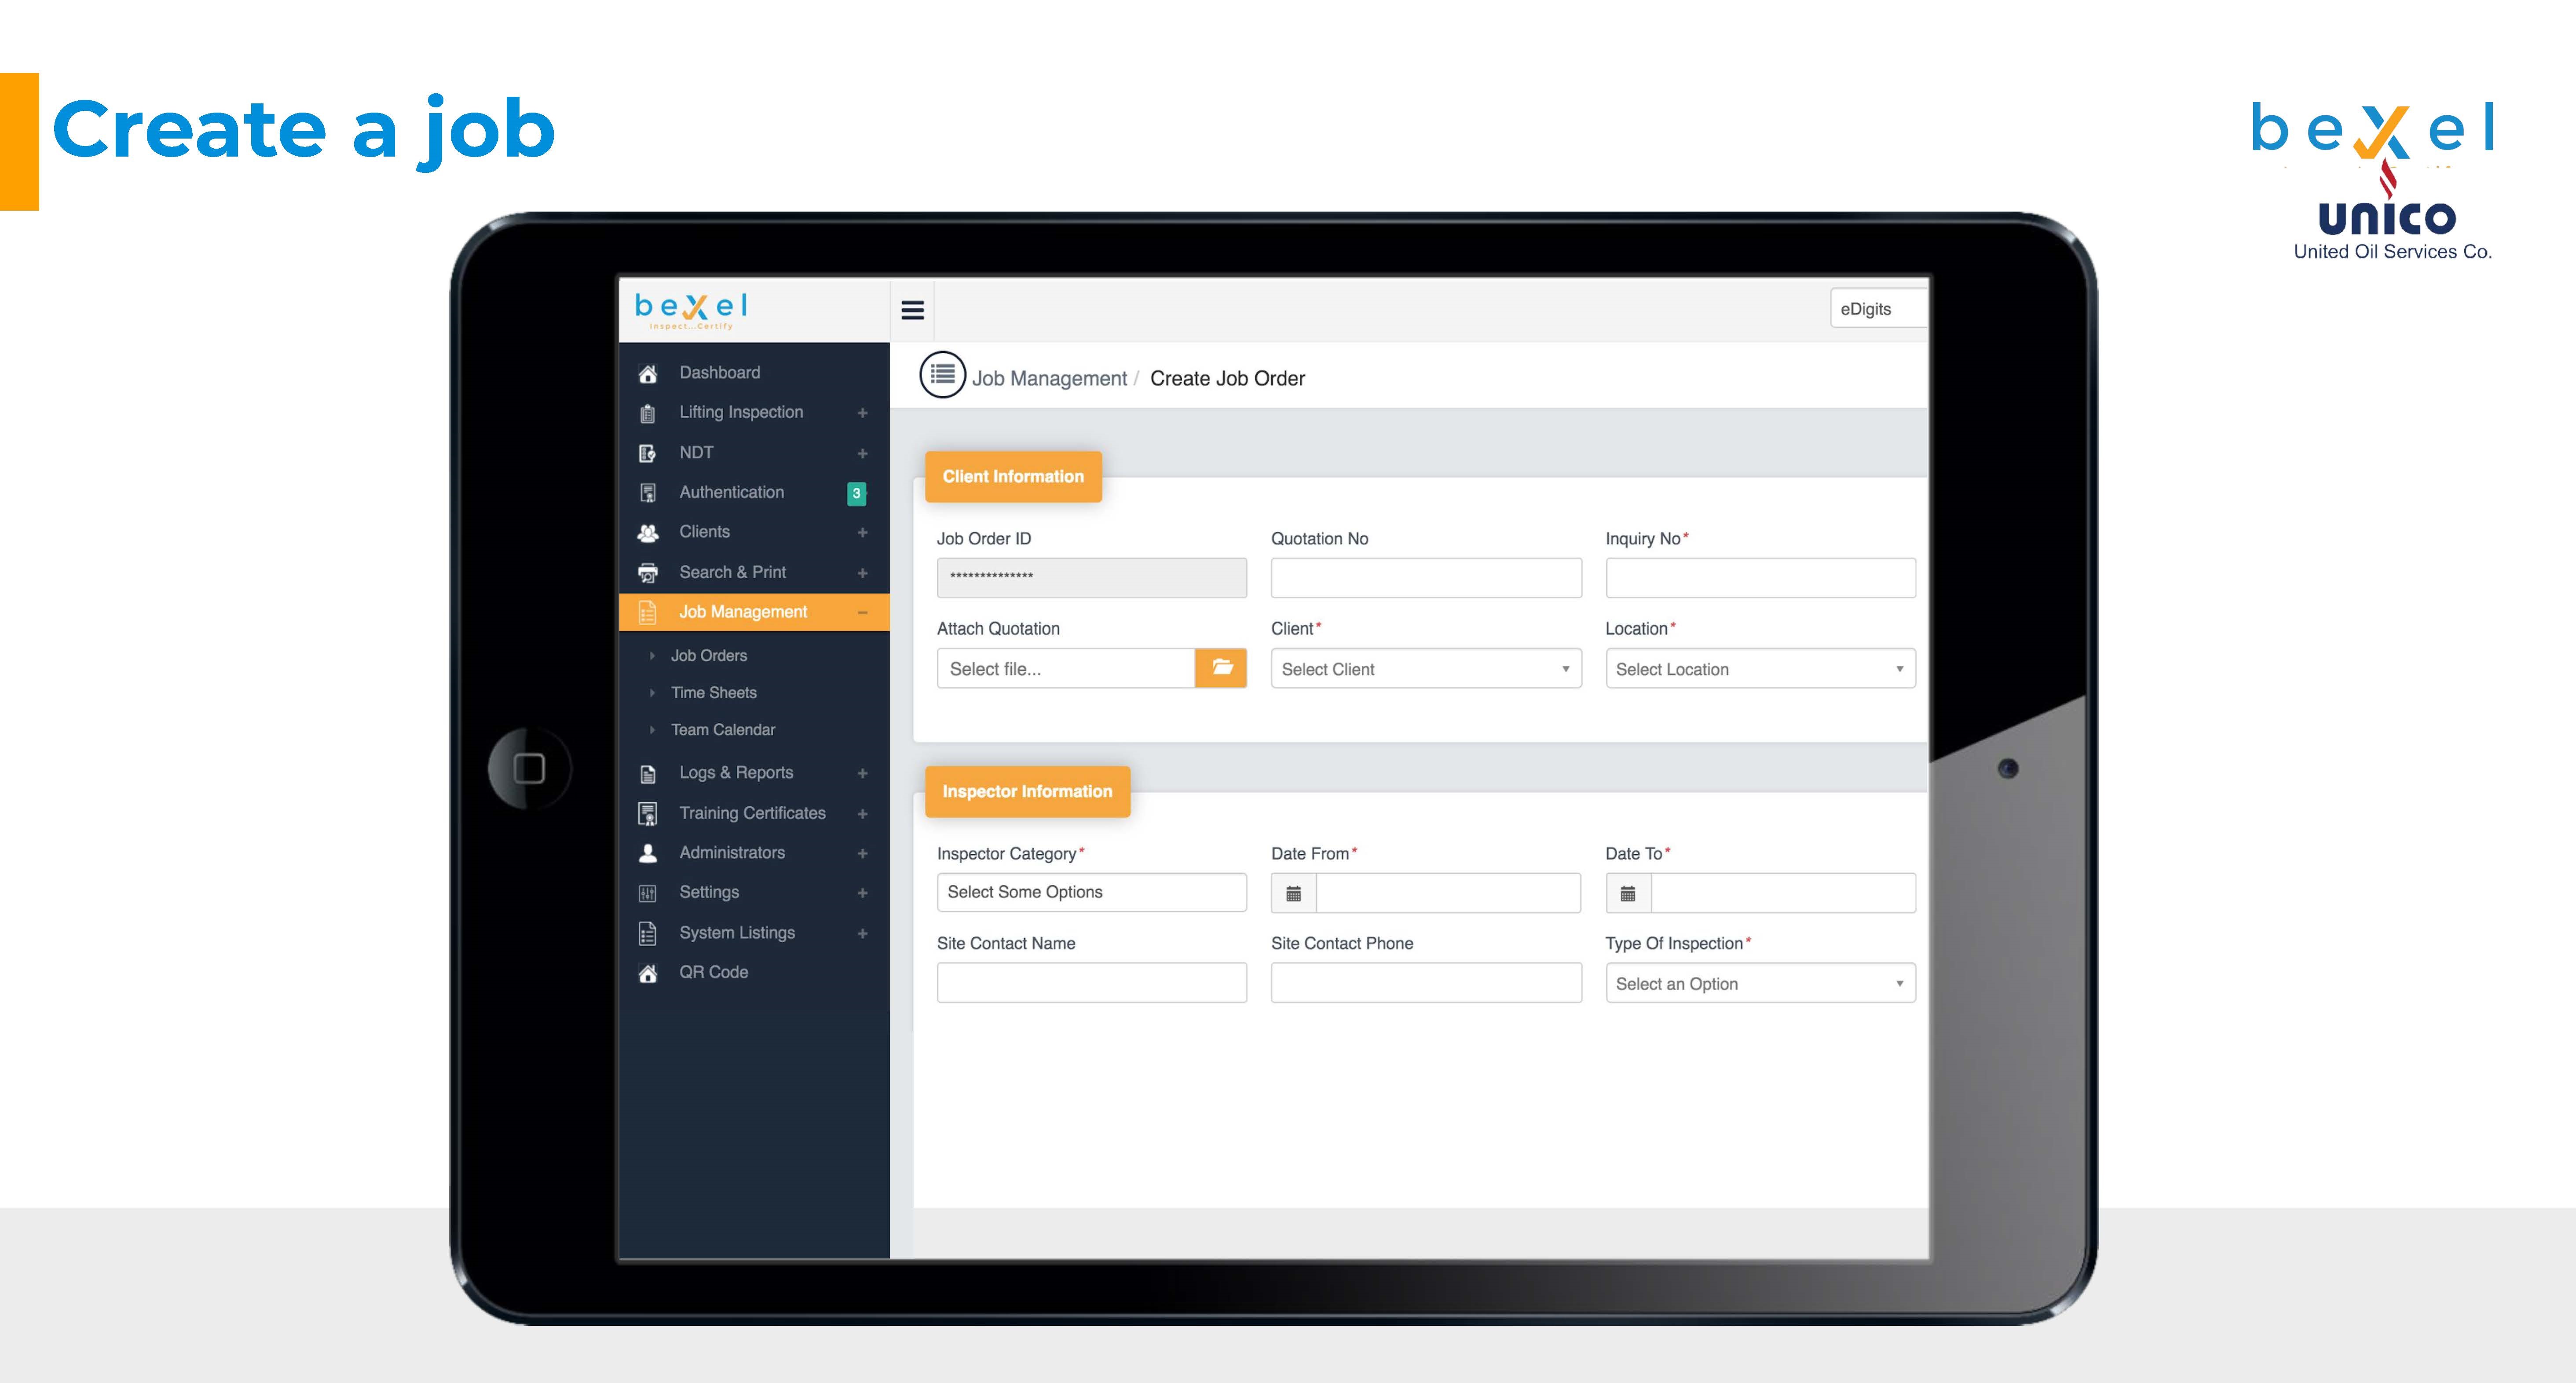 Create a job
bexel
unico
United Oil Services Co.
bexel
Inspect...Certify
eDigits
Dashboard
Lifting Inspection +
NDT +
Authentication 3
Clients +
Search & Print +
Job Management –
Job Orders
Time Sheets
Team Calendar
Logs & Reports +
Training Certificates +
Administrators +
Settings +
System Listings +
QR Code
Job Management / Create Job Order
Client Information
Job Order ID Quotation No Inquiry No*
**************
Attach Quotation Client* Location*
Select file... Select Client Select Location
Inspector Information
Inspector Category* Date From* Date To*
Select Some Options
Site Contact Name Site Contact Phone Type Of Inspection*
Select an Option